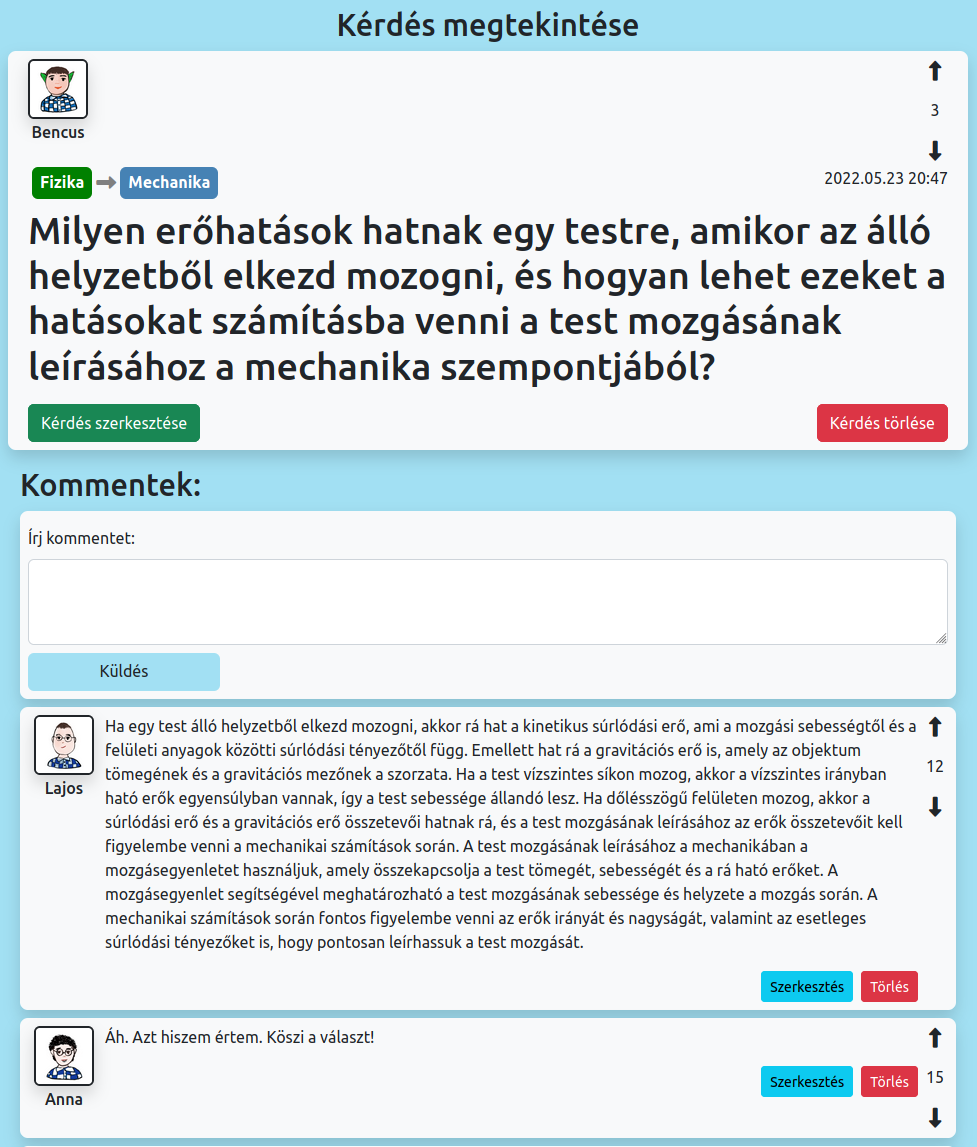 Kérdés megtekintése
Bencus
3
2022.05.23 20:47
Fizika
Mechanika
Milyen erőhatások hatnak egy testre, amikor az álló
helyzetből elkezd mozogni, és hogyan lehet ezeket a
hatásokat számításba venni a test mozgásának
leírásához a mechanika szempontjából?
Kérdés szerkesztése
Kérdés törlése
Kommentek:
Írj kommentet:
Küldés
Lajos
Ha egy test álló helyzetből elkezd mozogni, akkor rá hat a kinetikus súrlódási erő, ami a mozgási sebességtől és a
felületi anyagok közötti súrlódási tényezőtől függ. Emellett hat rá a gravitációs erő is, amely az objektum
tömegének és a gravitációs mezőnek a szorzata. Ha a test vízszintes síkon mozog, akkor a vízszintes irányban
ható erők egyensúlyban vannak, így a test sebessége állandó lesz. Ha dőlésszögű felületen mozog, akkor a
súrlódási erő és a gravitációs erő összetevői hatnak rá, és a test mozgásának leírásához az erők összetevőit kell
figyelembe venni a mechanikai számítások során. A test mozgásának leírásához a mechanikában a
mozgásegyenletet használjuk, amely összekapcsolja a test tömegét, sebességét és a rá ható erőket. A
mozgásegyenlet segítségével meghatározható a test mozgásának sebessége és helyzete a mozgás során. A
mechanikai számítások során fontos figyelembe venni az erők irányát és nagyságát, valamint az esetleges
súrlódási tényezőket is, hogy pontosan leírhassuk a test mozgását.
12
Szerkesztés
Törlés
Anna
Áh. Azt hiszem értem. Köszi a választ!
Szerkesztés
Törlés
15